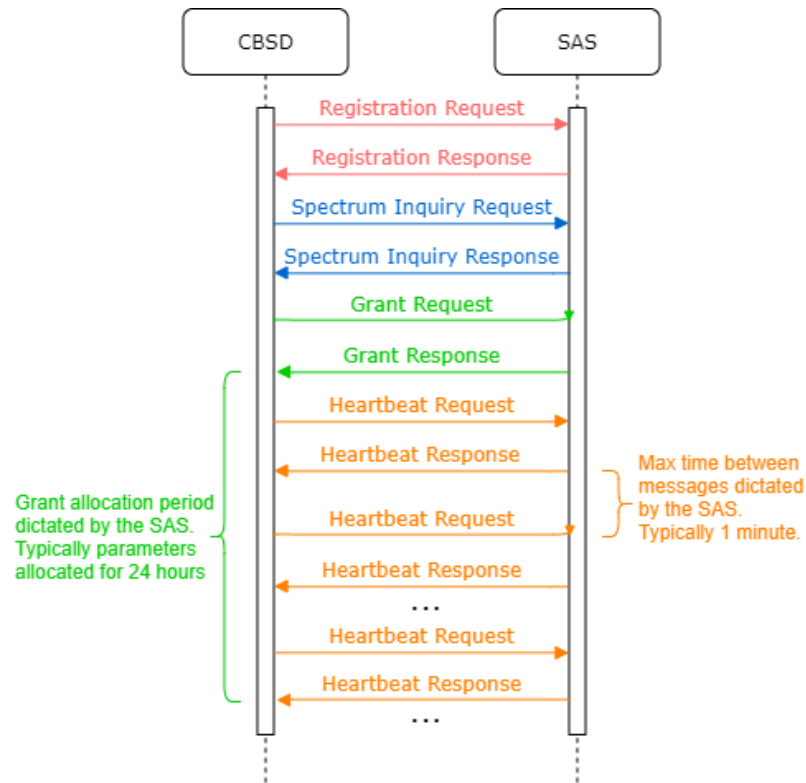 CBSD
SAS
Registration Request
Registration Response
Spectrum Inquiry Request
Spectrum Inquiry Response
Grant Request
Grant Response
Heartbeat Request
Heartbeat Response
Max time between
messages dictated
by the SAS.
Typically 1 minute.
Grant allocation period
dictated by the SAS.
Typically parameters
allocated for 24 hours
Heartbeat Request
Heartbeat Response
...
Heartbeat Request
Heartbeat Response
...